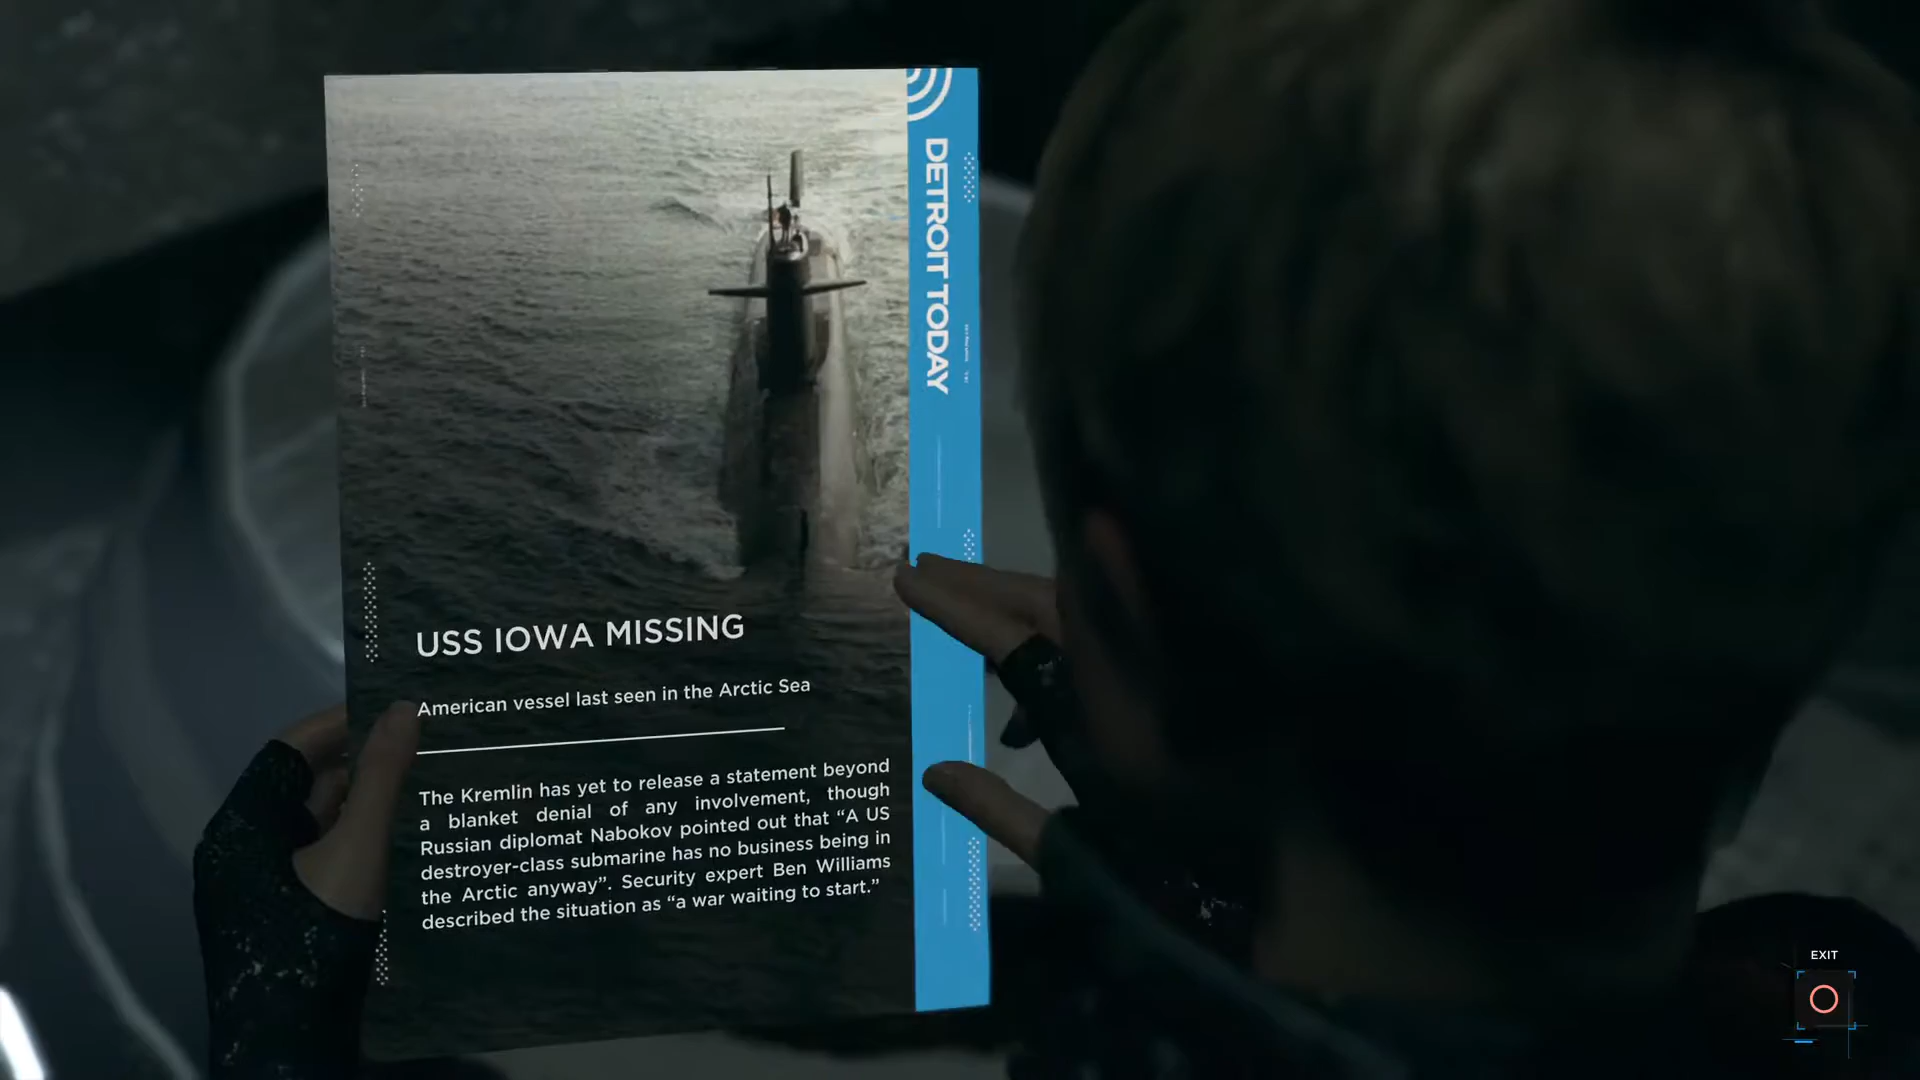 DETROIT TODAY
USS IOWA MISSING
American vessel last seen in the Arctic Sea
The Kremlin has yet to release a statement beyond
a blanket denial of any involvement, though
Russian diplomat Nabokov pointed out that “A US
destroyer-class submarine has no business being in
the Arctic anyway”. Security expert Ben Williams
described the situation as “a war waiting to start.”
EXIT